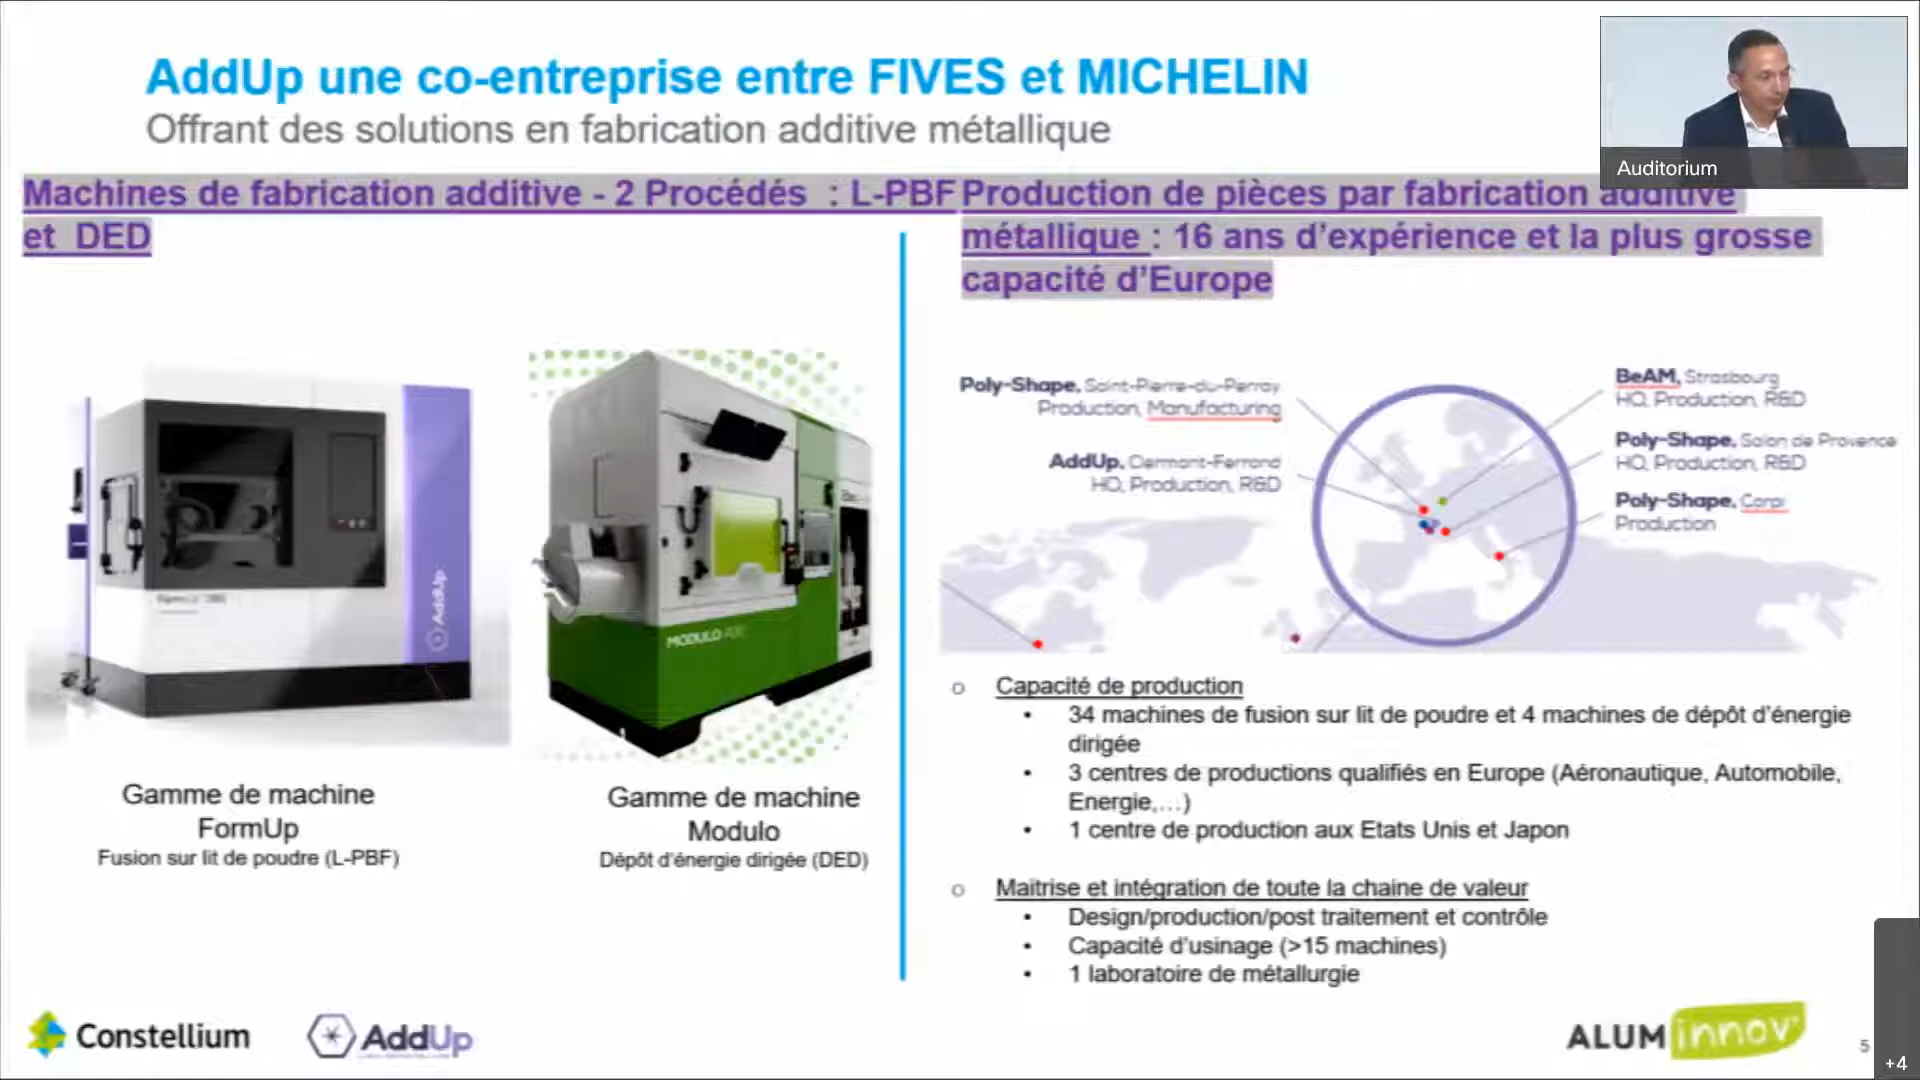 AddUp une co-entreprise entre FIVES et MICHELIN
Offrant des solutions en fabrication additive métallique
Auditorium
Machines de fabrication additive - 2 Procédés : L-PBF
et DED
Production de pièces par fabrication additive
métallique : 16 ans d'expérience et la plus grosse
capacité d'Europe
AddUp
MODULO
Gamme de machine
FormUp
Fusion sur lit de poudre (L-PBF)
Gamme de machine
Modulo
Dépôt d'énergie dirigée (DED)
Poly-Shape, Saint-Pierre-du-Perray
Production, Manufacturing
AddUp, Clermont-Ferrand
HQ, Production, R&D
BeAM, Strasbourg
HQ, Production, R&D
Poly-Shape, Salon de Provence
HQ, Production, R&D
Poly-Shape, Carpi
Production
o Capacité de production
• 34 machines de fusion sur lit de poudre et 4 machines de dépôt d'énergie
dirigée
• 3 centres de productions qualifiés en Europe (Aéronautique, Automobile,
Energie,…)
• 1 centre de production aux Etats Unis et Japon
o Maitrise et intégration de toute la chaine de valeur
• Design/production/post traitement et contrôle
• Capacité d'usinage (>15 machines)
• 1 laboratoire de métallurgie
Constellium
AddUp
ALUMinnov
5
+4